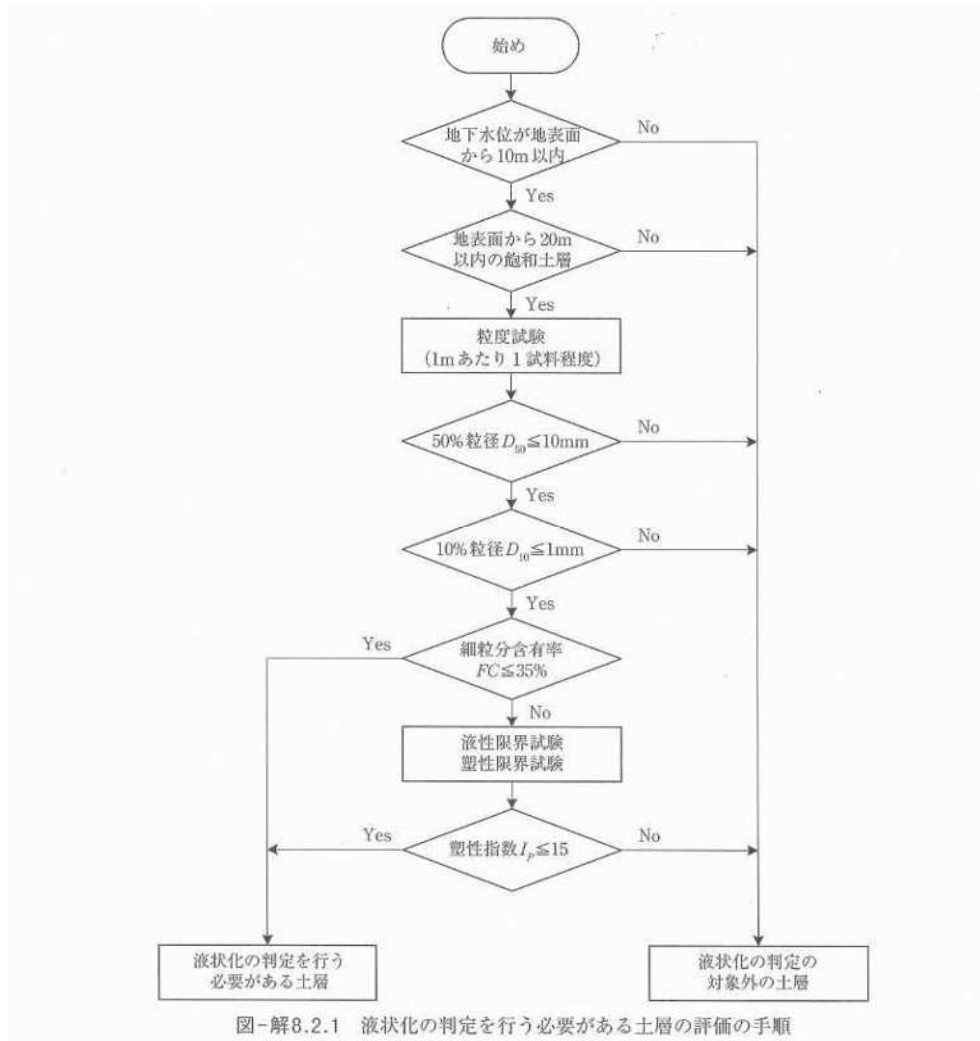 始め
地下水位が地表面
から10m以内
No
Yes
地表面から20m
以内の飽和土層
No
Yes
粒度試験
(1mあたり1試料程度)
50%粒径D50≦10mm
No
Yes
10%粒径D10≦1mm
No
Yes
細粒分含有率
FC≦35%
Yes
No
液性限界試験
塑性限界試験
塑性指数IP≦15
Yes
No
液状化の判定を行う
必要がある土層
液状化の判定の
対象外の土層
図-解8.2.1 液状化の判定を行う必要がある土層の評価の手順